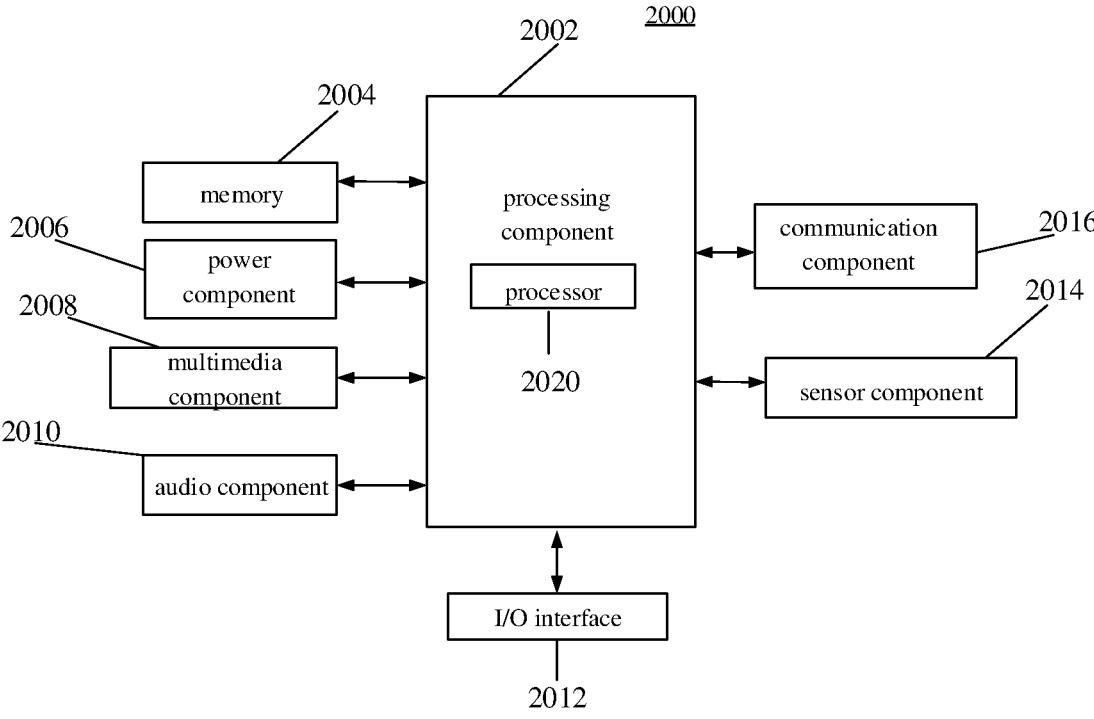 2000
2002
2004
memory
2006
power
component
2008
multimedia
component
2010
audio component
processing
component
processor
2020
communication
component
2016
2014
sensor component
I/O interface
2012